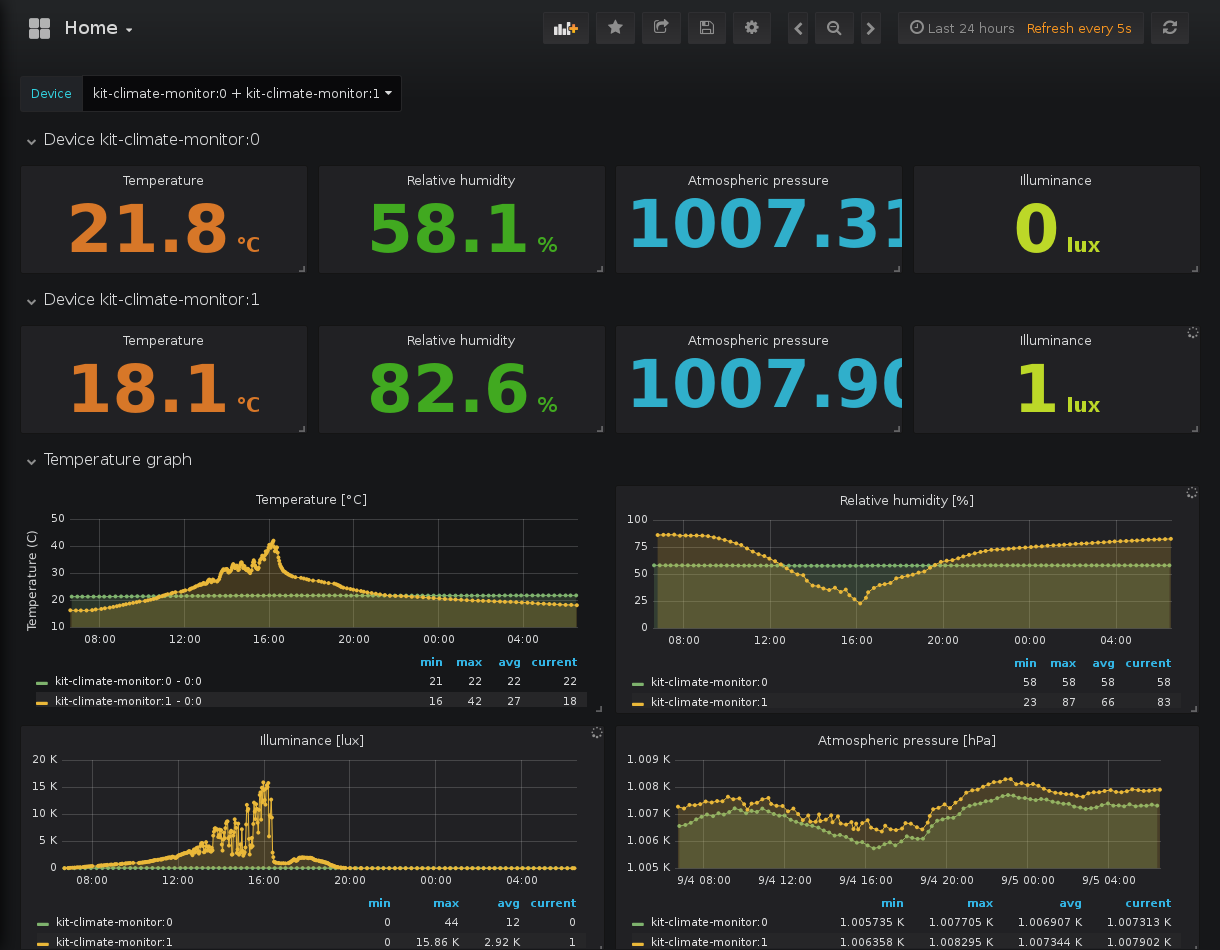 Home
Last 24 hours Refresh every 5s
Device kit-climate-monitor:0 + kit-climate-monitor:1
Device kit-climate-monitor:0
Temperature Relative humidity Atmospheric pressure Illuminance
21.8 °C 58.1 % 1007.31 0 lux
Device kit-climate-monitor:1
Temperature Relative humidity Atmospheric pressure Illuminance
18.1 °C 82.6 % 1007.90 1 lux
Temperature graph
Temperature [°C]
Temperature (C)
50
40
30
20
10
08:00 12:00 16:00 20:00 00:00 04:00
min max avg current
kit-climate-monitor:0 - 0:0 21 22 22 22
kit-climate-monitor:1 - 0:0 16 42 27 18
Relative humidity [%]
100
75
50
25
0
08:00 12:00 16:00 20:00 00:00 04:00
min max avg current
kit-climate-monitor:0 58 58 58 58
kit-climate-monitor:1 23 87 66 83
Illuminance [lux]
20 K
15 K
10 K
5 K
0
08:00 12:00 16:00 20:00 00:00 04:00
min max avg current
kit-climate-monitor:0 0 44 12 0
kit-climate-monitor:1 0 15.86 K 2.92 K 1
Atmospheric pressure [hPa]
1.009 K
1.008 K
1.007 K
1.006 K
1.005 K
9/4 08:00 9/4 12:00 9/4 16:00 9/4 20:00 9/5 00:00 9/5 04:00
min max avg current
kit-climate-monitor:0 1.005735 K 1.007705 K 1.006907 K 1.007313 K
kit-climate-monitor:1 1.006358 K 1.008295 K 1.007344 K 1.007902 K